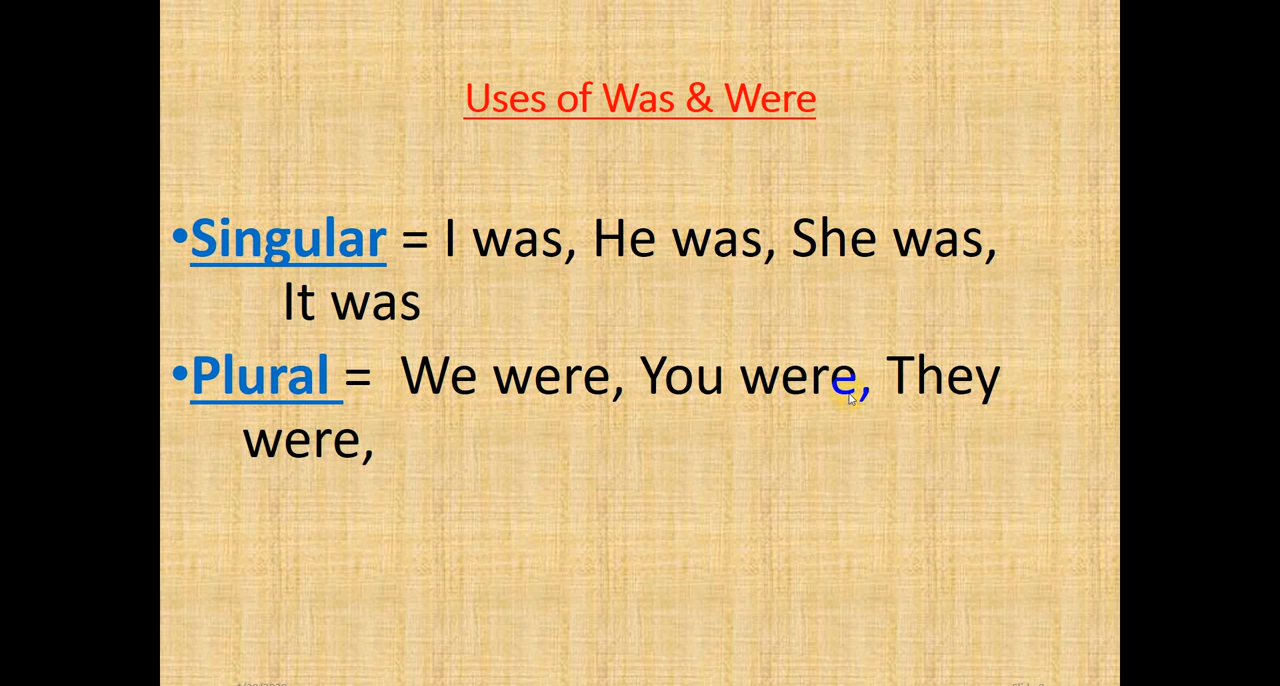 Uses of Was & Were
•Singular = I was, He was, She was,
It was
•Plural = We were, You were, They
were,